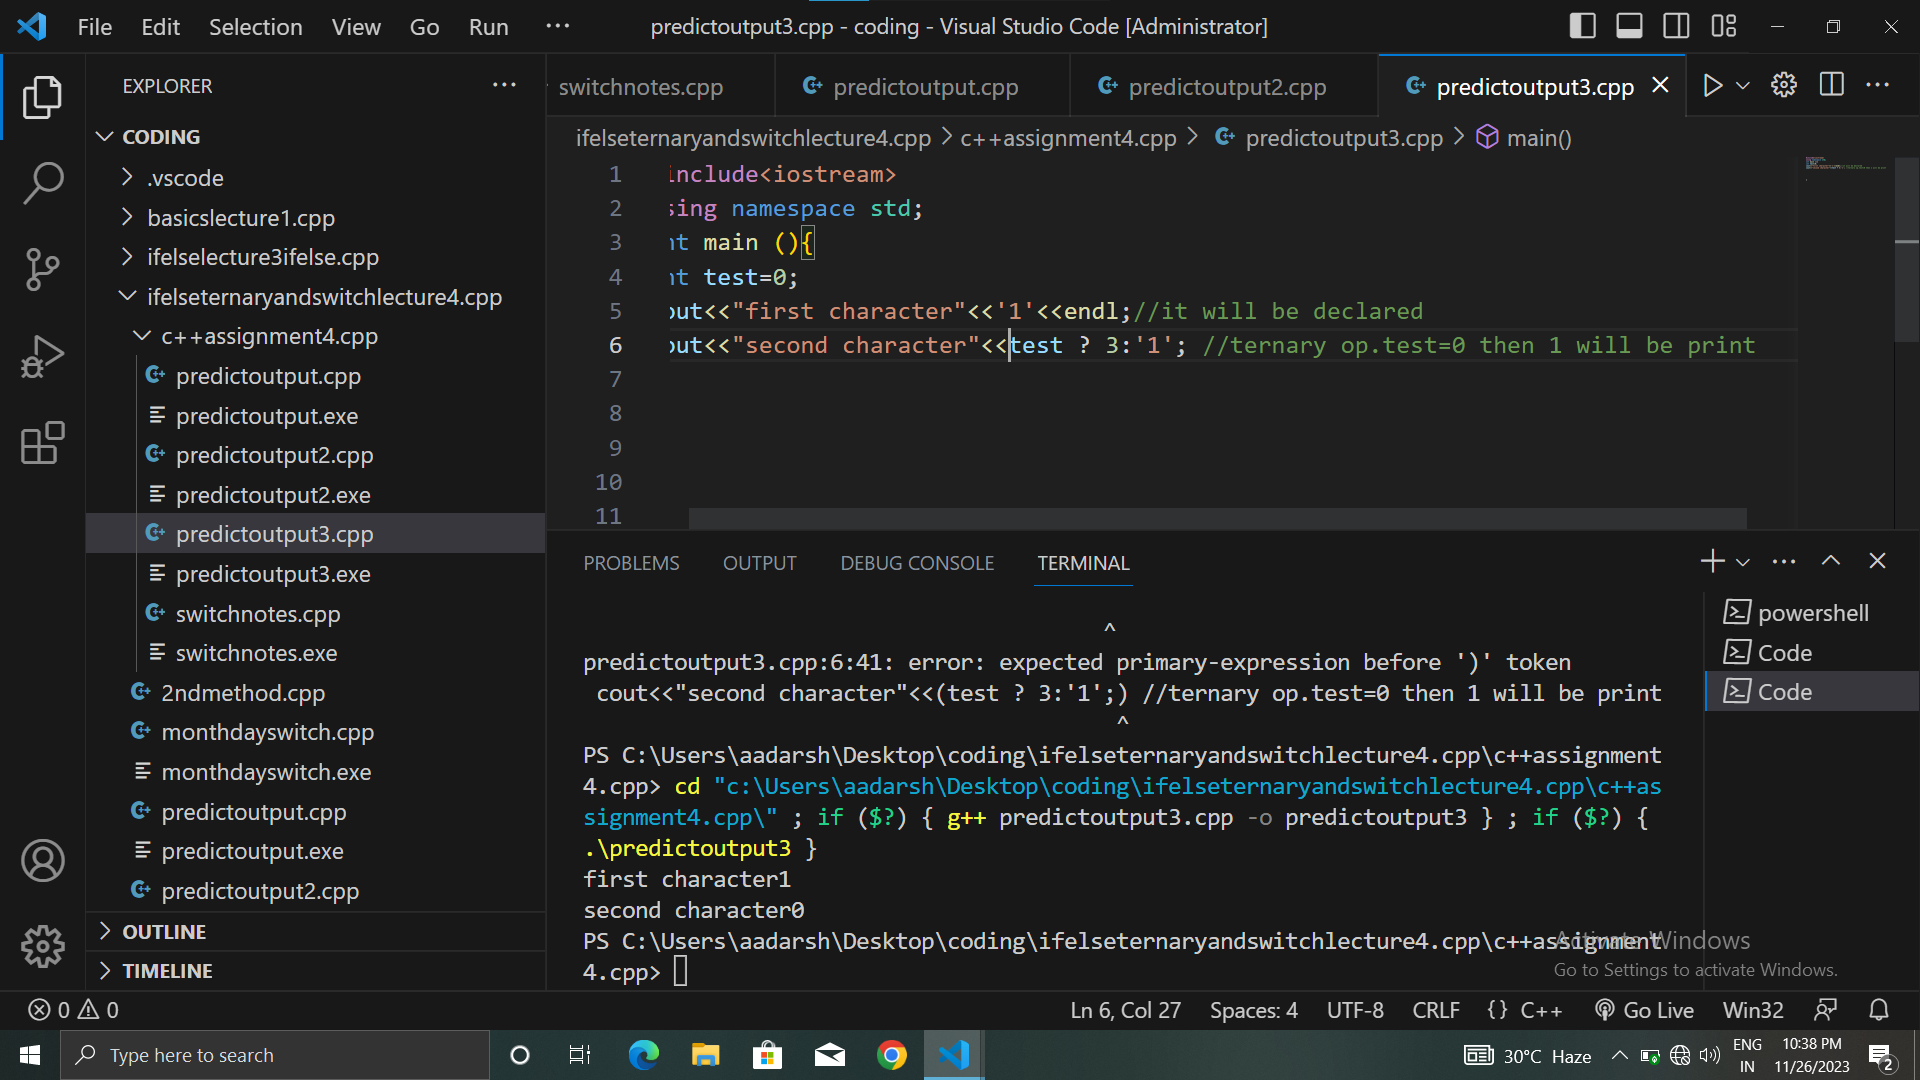 File Edit Selection View Go Run ··· predictoutput3.cpp - coding - Visual Studio Code [Administrator]
EXPLORER ···
CODING
.vscode
basicslecture1.cpp
ifelselecture3ifelse.cpp
ifelseternaryandswitchlecture4.cpp
c++assignment4.cpp
predictoutput.cpp
predictoutput.exe
predictoutput2.cpp
predictoutput2.exe
predictoutput3.cpp
predictoutput3.exe
switchnotes.cpp
switchnotes.exe
2ndmethod.cpp
monthdayswitch.cpp
monthdayswitch.exe
predictoutput.cpp
predictoutput.exe
predictoutput2.cpp
OUTLINE
TIMELINE
switchnotes.cpp predictoutput.cpp predictoutput2.cpp predictoutput3.cpp
ifelseternaryandswitchlecture4.cpp > c++assignment4.cpp > predictoutput3.cpp > main()
1 include<iostream>
2 sing namespace std;
3 nt main (){
4 nt test=0;
5 out<<"first character"<<'1'<<endl;//it will be declared
6 out<<"second character"<<test ? 3:'1'; //ternary op.test=0 then 1 will be print
7
8
9
10
11
PROBLEMS OUTPUT DEBUG CONSOLE TERMINAL
^
predictoutput3.cpp:6:41: error: expected primary-expression before ')' token
cout<<"second character"<<(test ? 3:'1';) //ternary op.test=0 then 1 will be print
^
PS C:\Users\aadarsh\Desktop\coding\ifelseternaryandswitchlecture4.cpp\c++assignment
4.cpp> cd "c:\Users\aadarsh\Desktop\coding\ifelseternaryandswitchlecture4.cpp\c++as
signment4.cpp\" ; if ($?) { g++ predictoutput3.cpp -o predictoutput3 } ; if ($?) {
.\predictoutput3 }
first character1
second character0
PS C:\Users\aadarsh\Desktop\coding\ifelseternaryandswitchlecture4.cpp\c++assignment
4.cpp>
powershell
Code
Code
Activate Windows
Go to Settings to activate Windows.
0 0 Ln 6, Col 27 Spaces: 4 UTF-8 CRLF {} C++ Go Live Win32
Type here to search 30°C Haze ENG IN 10:38 PM 11/26/2023 2